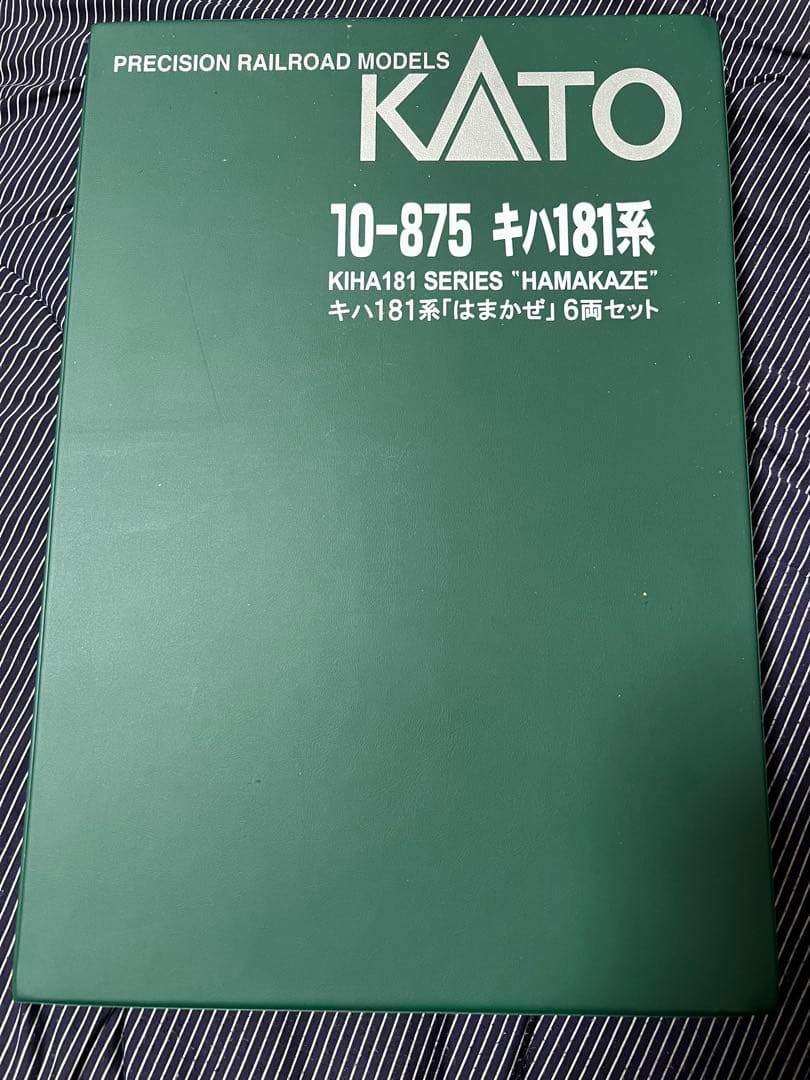 PRECISION RAILROAD MODELS
KATO
10-875 キハ181系
KIHA181 SERIES "HAMAKAZE"
キハ181系「はまかぜ」6両セット